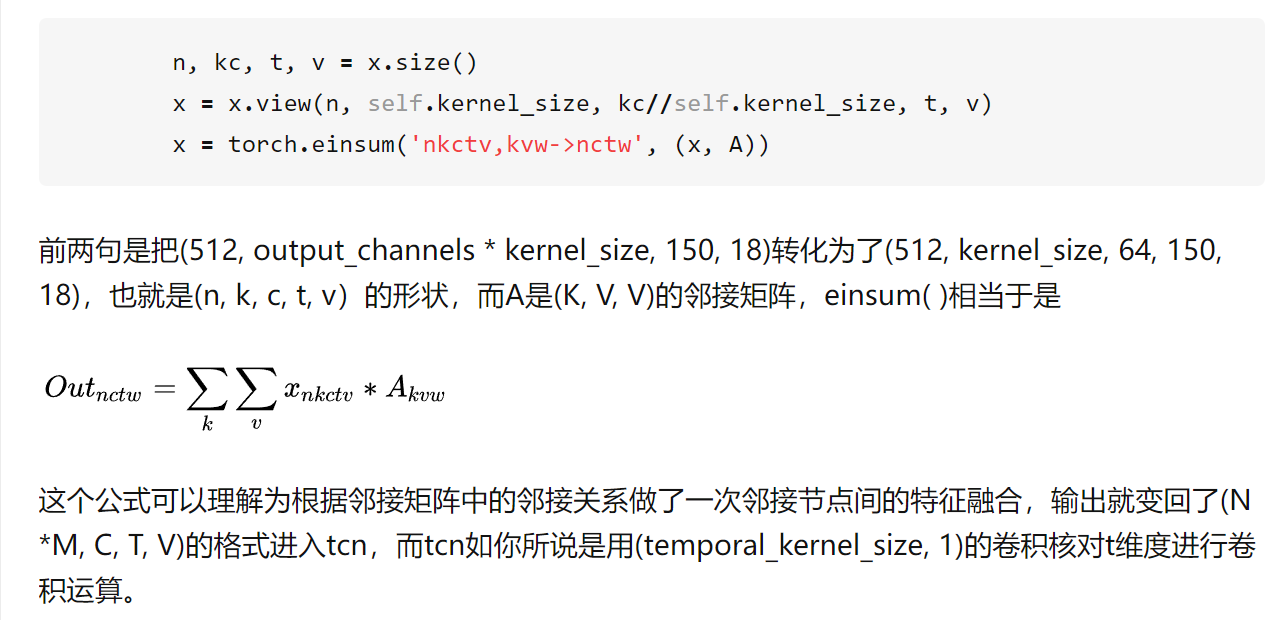 n, kc, t, v = x.size()
x = x.view(n, self.kernel_size, kc//self.kernel_size, t, v)
x = torch.einsum('nkctv,kvw->nctw', (x, A))
前两句是把(512, output_channels * kernel_size, 150, 18)转化为了(512, kernel_size, 64, 150,
18)，也就是(n, k, c, t, v）的形状，而A是(K, V, V)的邻接矩阵，einsum( )相当于是
Out_{nctw} = \sum_k \sum_v x_{nkctv} * A_{kvw}
这个公式可以理解为根据邻接矩阵中的邻接关系做了一次邻接节点间的特征融合，输出就变回了(N
*M, C, T, V)的格式进入tcn，而tcn如你所说是用(temporal_kernel_size, 1)的卷积核对t维度进行卷
积运算。